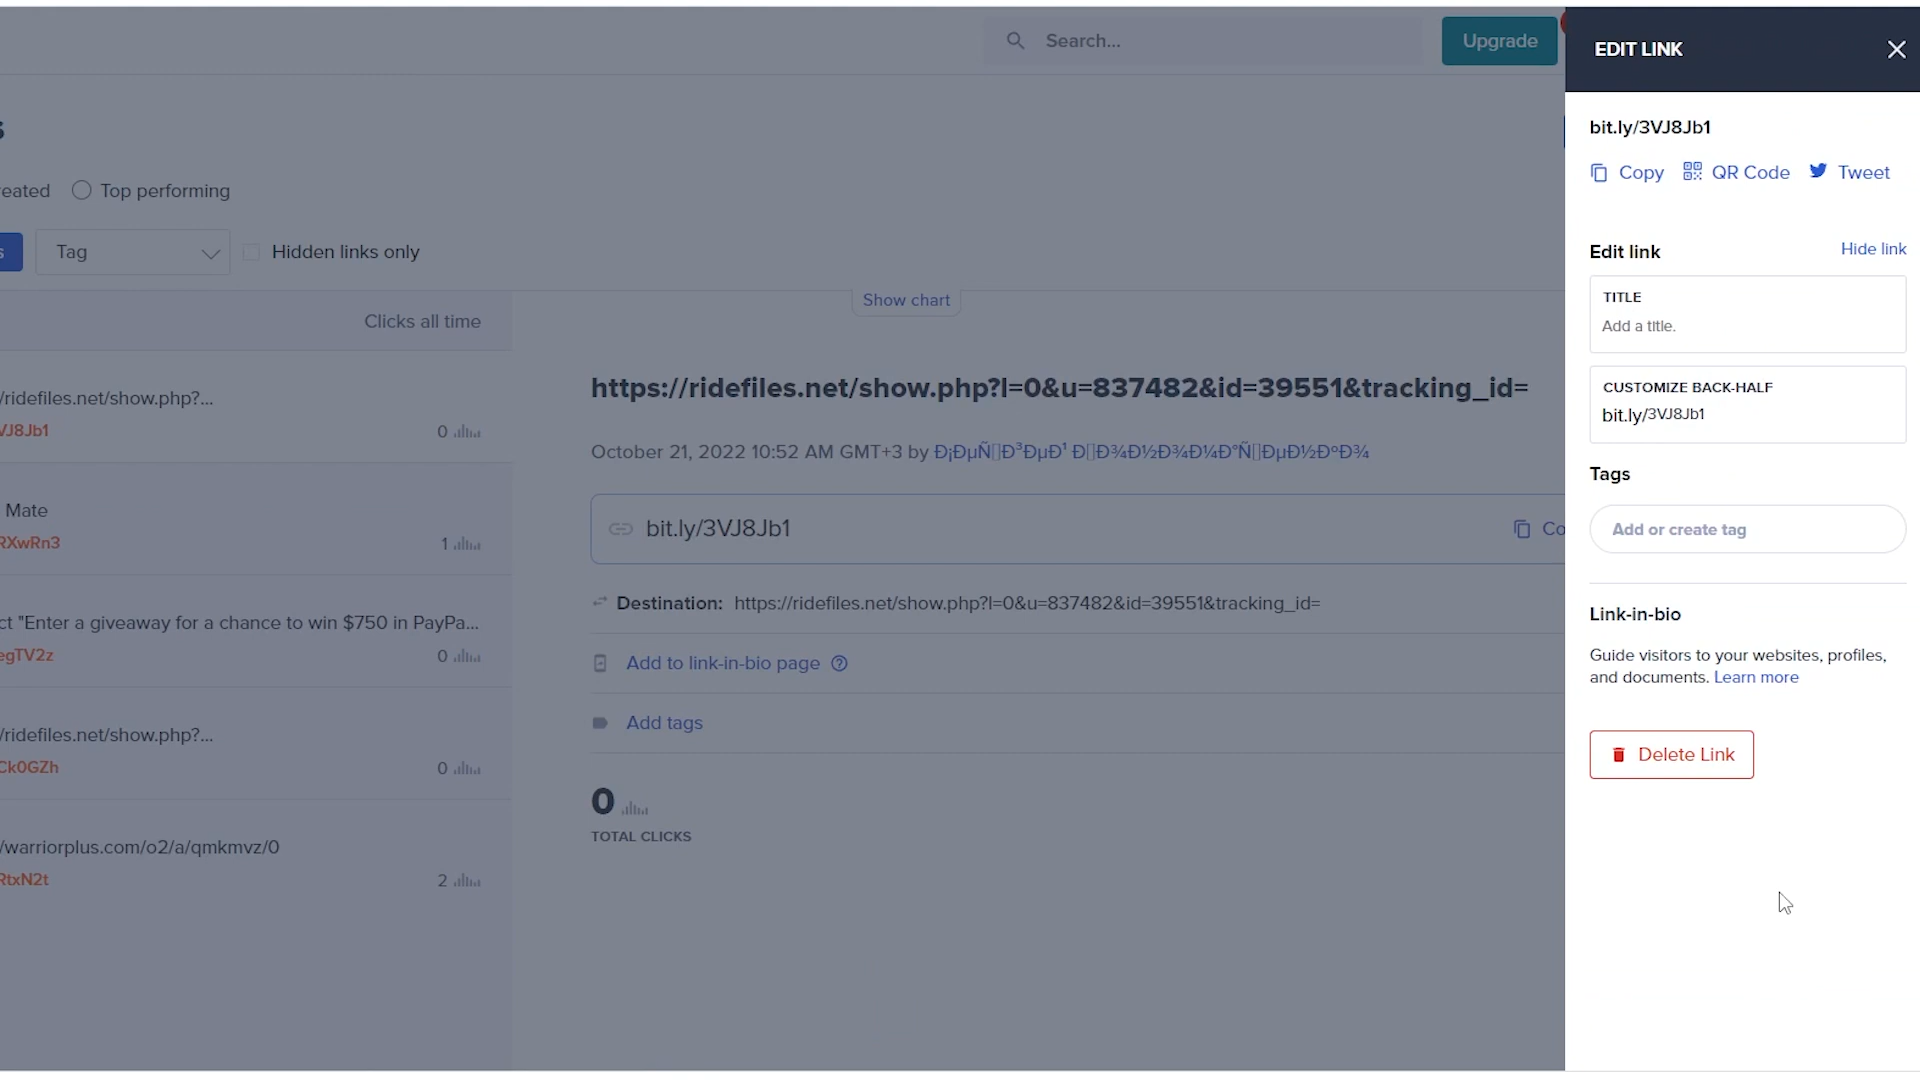 Search...
Upgrade
EDIT LINK
bit.ly/3VJ8Jb1
Copy QR Code Tweet
s
eated Top performing
s Tag Hidden links only
Edit link Hide link
TITLE
Add a title.
CUSTOMIZE BACK-HALF
bit.ly/3VJ8Jb1
Tags
Add or create tag
Link-in-bio
Guide visitors to your websites, profiles,
and documents. Learn more
Delete Link
Show chart
Clicks all time
/ridefiles.net/show.php?...
VJ8Jb1 0
Mate
RXwRn3 1
ct "Enter a giveaway for a chance to win $750 in PayPa...
egTV2z 0
/ridefiles.net/show.php?...
Ck0GZh 0
/warriorplus.com/o2/a/qmkmvz/0
RtxN2t 2
https://ridefiles.net/show.php?l=0&u=837482&id=39551&tracking_id=
October 21, 2022 10:52 AM GMT+3 by
bit.ly/3VJ8Jb1 Co
Destination: https://ridefiles.net/show.php?l=0&u=837482&id=39551&tracking_id=
Add to link-in-bio page
Add tags
0
TOTAL CLICKS